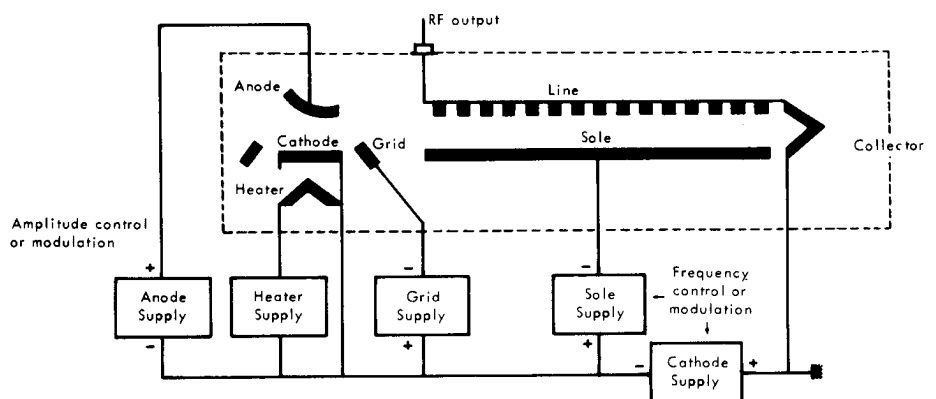 RF output
Anode
Line
Cathode
Grid
Sole
Collector
Heater
Amplitude control
or modulation
+
-
-
Frequency
control or
modulation
Anode
Supply
Heater
Supply
Grid
Supply
Sole
Supply
-
+
+
-
+
Cathode
Supply